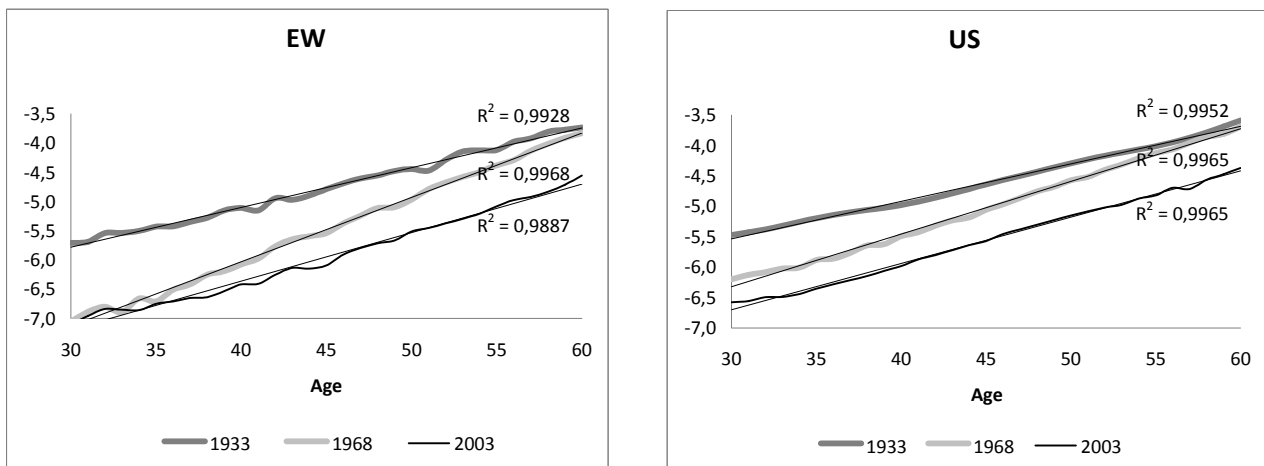 EW
R² = 0,9928
R² = 0,9968
R² = 0,9887
-3,5
-4,0
-4,5
-5,0
-5,5
-6,0
-6,5
-7,0
30 35 40 45 50 55 60
Age
1933 1968 2003
US
R² = 0,9952
R² = 0,9965
R² = 0,9965
-3,5
-4,0
-4,5
-5,0
-5,5
-6,0
-6,5
-7,0
30 35 40 45 50 55 60
Age
1933 1968 2003